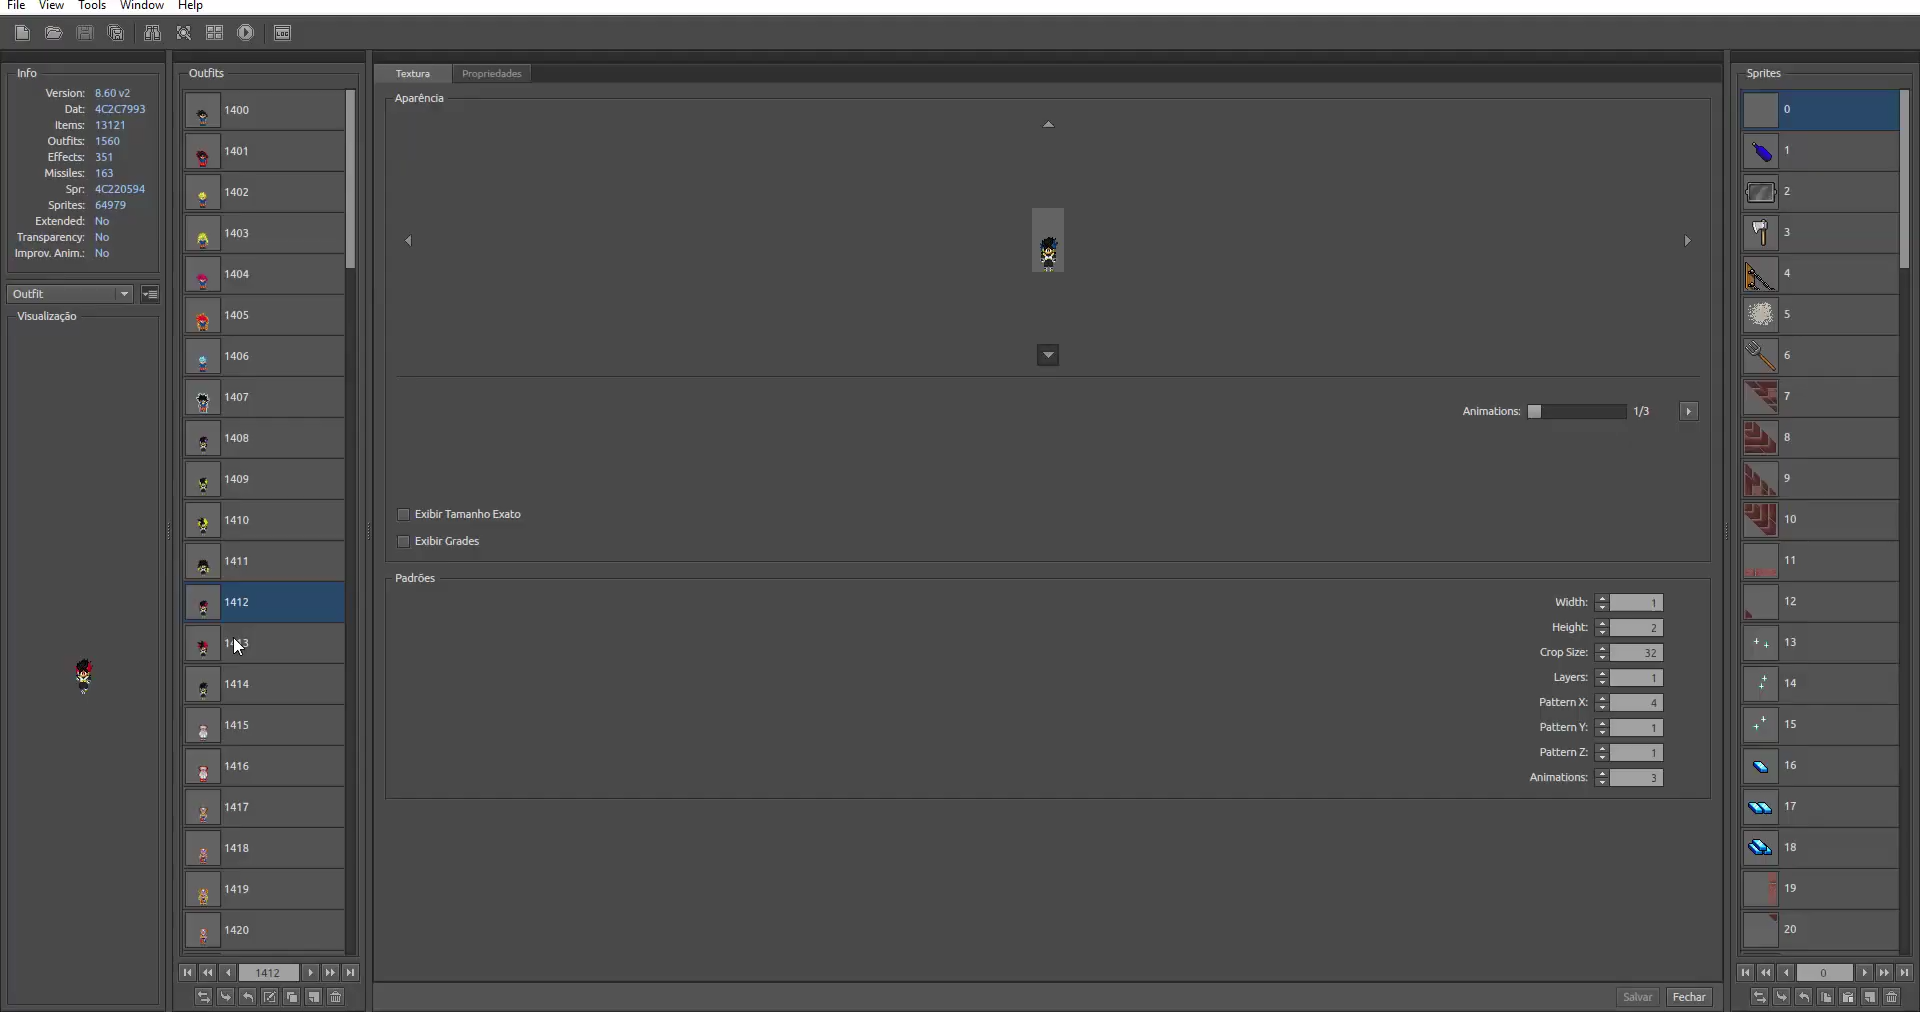 File View Tools Window Help
LOG
Info
Version: 8.60 v2
Dat: 4C2C7993
Items: 13121
Outfits: 1560
Effects: 351
Missiles: 163
Spr: 4C220594
Sprites: 64979
Extended: No
Transparency: No
Improv. Anim.: No
Outfit
Visualização
Outfits
1400
1401
1402
1403
1404
1405
1406
1407
1408
1409
1410
1411
1412
1413
1414
1415
1416
1417
1418
1419
1420
1412
Textura Propriedades
Aparência
Animations: 1/3
Exibir Tamanho Exato
Exibir Grades
Padrões
Width: 1
Height: 2
Crop Size: 32
Layers: 1
Pattern X: 4
Pattern Y: 1
Pattern Z: 1
Animations: 3
Salvar Fechar
Sprites
0
1
2
3
4
5
6
7
8
9
10
11
12
13
14
15
16
17
18
19
20
0